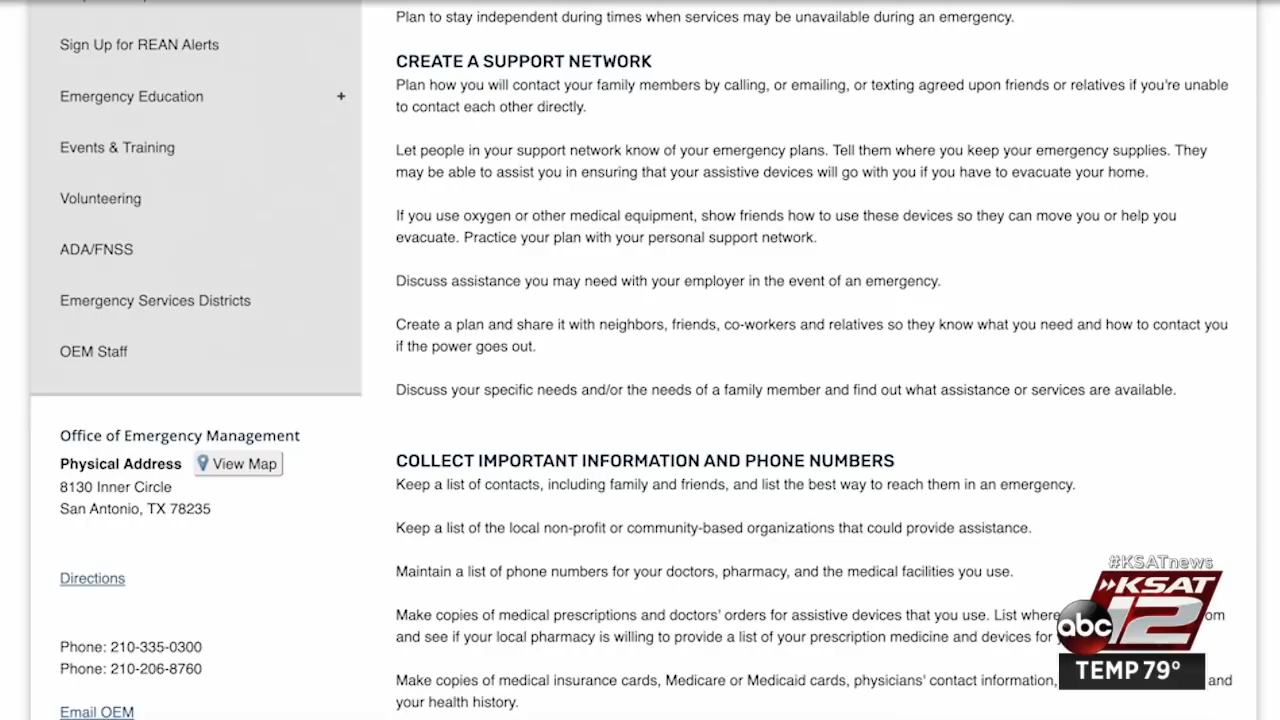 Sign Up for REAN Alerts
Emergency Education +
Events & Training
Volunteering
ADA/FNSS
Emergency Services Districts
OEM Staff
Office of Emergency Management
Physical Address View Map
8130 Inner Circle
San Antonio, TX 78235
Directions
Phone: 210-335-0300
Phone: 210-206-8760
Email OEM
Plan to stay independent during times when services may be unavailable during an emergency.
CREATE A SUPPORT NETWORK
Plan how you will contact your family members by calling, or emailing, or texting agreed upon friends or relatives if you're unable
to contact each other directly.
Let people in your support network know of your emergency plans. Tell them where you keep your emergency supplies. They
may be able to assist you in ensuring that your assistive devices will go with you if you have to evacuate your home.
If you use oxygen or other medical equipment, show friends how to use these devices so they can move you or help you
evacuate. Practice your plan with your personal support network.
Discuss assistance you may need with your employer in the event of an emergency.
Create a plan and share it with neighbors, friends, co-workers and relatives so they know what you need and how to contact you
if the power goes out.
Discuss your specific needs and/or the needs of a family member and find out what assistance or services are available.
COLLECT IMPORTANT INFORMATION AND PHONE NUMBERS
Keep a list of contacts, including family and friends, and list the best way to reach them in an emergency.
Keep a list of the local non-profit or community-based organizations that could provide assistance.
Maintain a list of phone numbers for your doctors, pharmacy, and the medical facilities you use.
Make copies of medical prescriptions and doctors' orders for assistive devices that you use. List where
and see if your local pharmacy is willing to provide a list of your prescription medicine and devices for
Make copies of medical insurance cards, Medicare or Medicaid cards, physicians' contact information, and
your health history.
#KSATnews
KSAT
abc 12
TEMP 79°